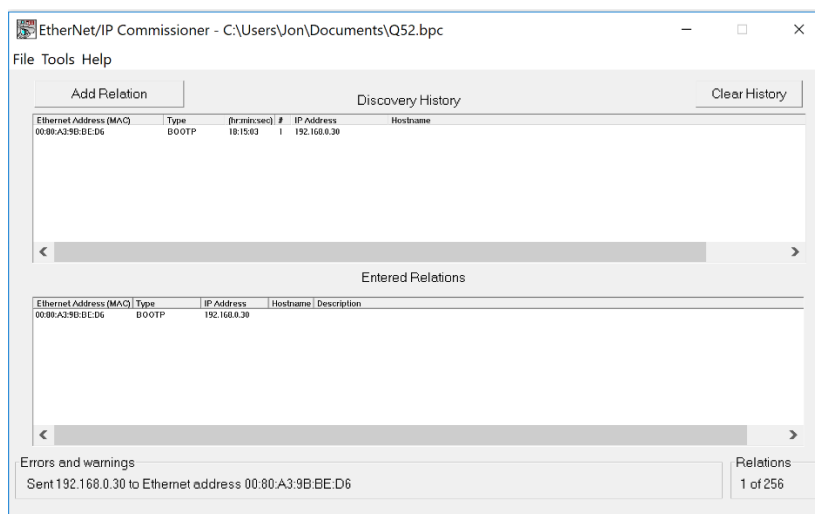 EtherNet/IP Commissioner - C:\Users\Jon\Documents\Q52.bpc
File Tools Help
Add Relation
Discovery History
Clear History
Ethernet Address (MAC) Type (hr:min:sec) # IP Address Hostname
00:80:A3:9B:BE:D6 BOOTP 18:15:03 1 192.168.0.30
Entered Relations
Ethernet Address (MAC) Type IP Address Hostname Description
00:80:A3:9B:BE:D6 BOOTP 192.168.0.30
Errors and warnings
Relations
Sent 192.168.0.30 to Ethernet address 00:80:A3:9B:BE:D6
1 of 256